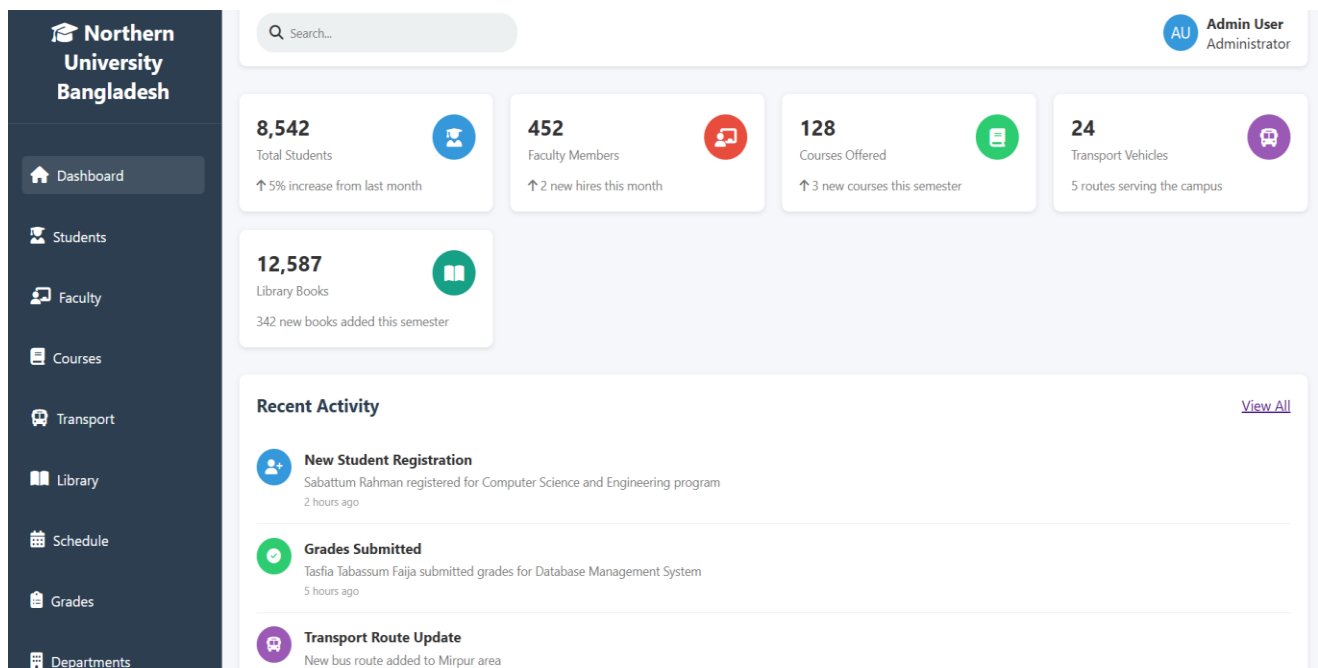 Northern
University
Bangladesh
Dashboard
Students
Faculty
Courses
Transport
Library
Schedule
Grades
Departments
Search...
AU
Admin User
Administrator
8,542
Total Students
5% increase from last month
452
Faculty Members
2 new hires this month
128
Courses Offered
3 new courses this semester
24
Transport Vehicles
5 routes serving the campus
12,587
Library Books
342 new books added this semester
Recent Activity
View All
New Student Registration
Sabattum Rahman registered for Computer Science and Engineering program
2 hours ago
Grades Submitted
Tasfia Tabassum Faija submitted grades for Database Management System
5 hours ago
Transport Route Update
New bus route added to Mirpur area